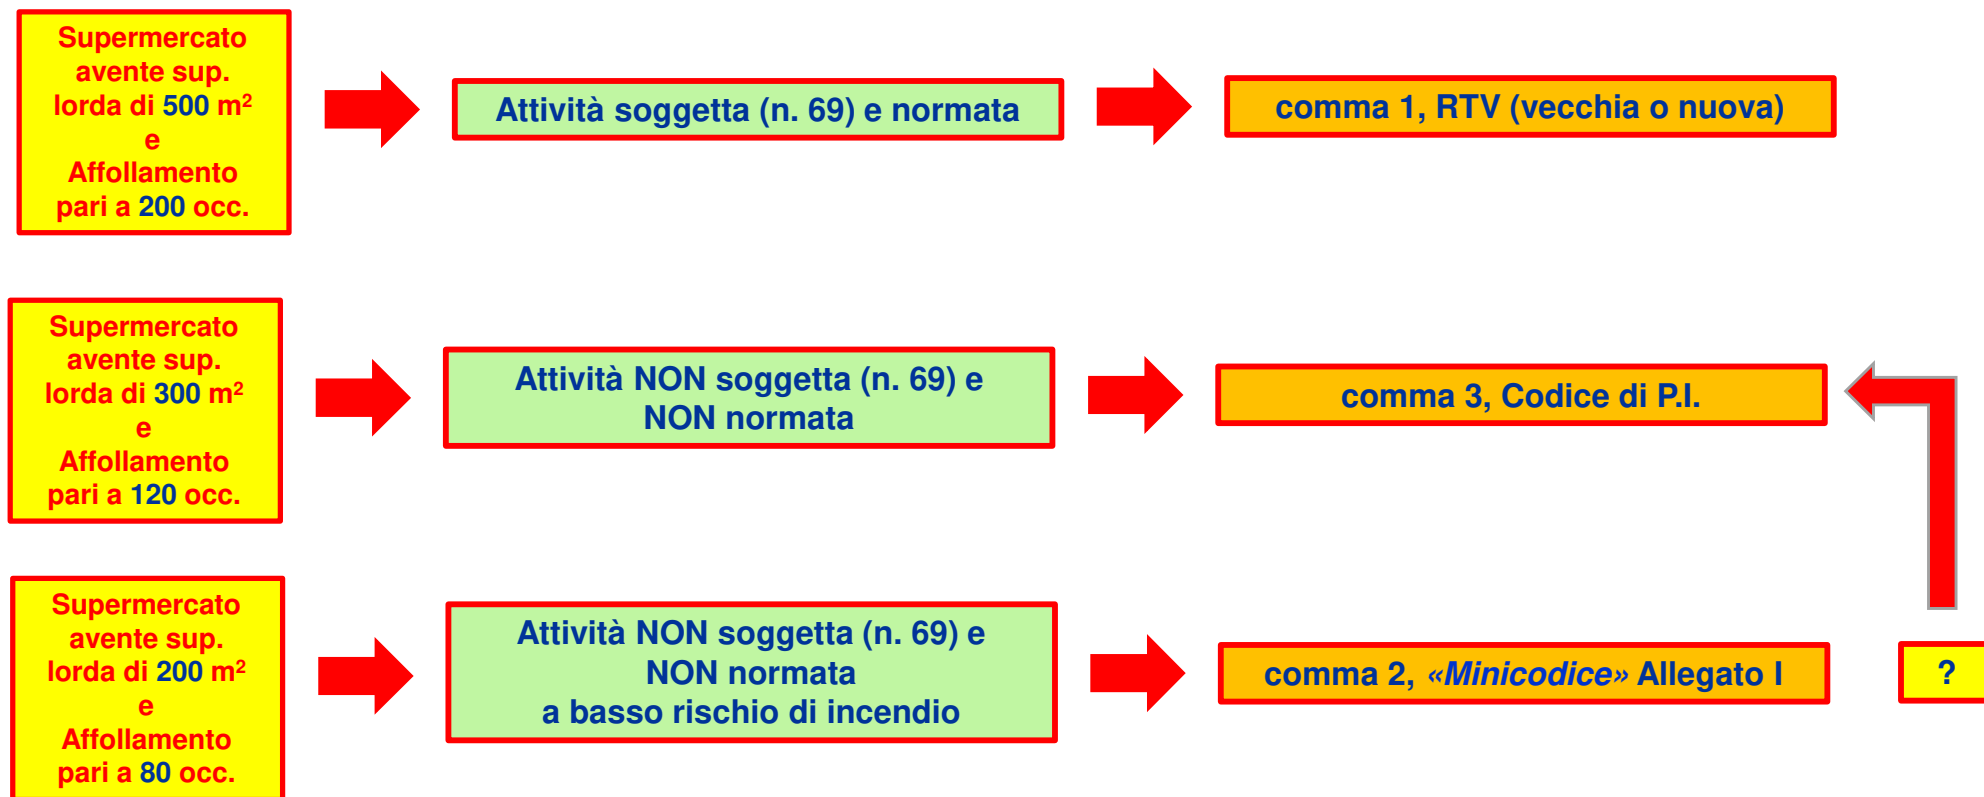 Supermercato
avente sup.
lorda di 500 m²
e
Affollamento
pari a 200 occ.
Attività soggetta (n. 69) e normata
comma 1, RTV (vecchia o nuova)
Supermercato
avente sup.
lorda di 300 m²
e
Affollamento
pari a 120 occ.
Attività NON soggetta (n. 69) e
NON normata
comma 3, Codice di P.I.
Supermercato
avente sup.
lorda di 200 m²
e
Affollamento
pari a 80 occ.
Attività NON soggetta (n. 69) e
NON normata
a basso rischio di incendio
comma 2, «Minicodice» Allegato I
?